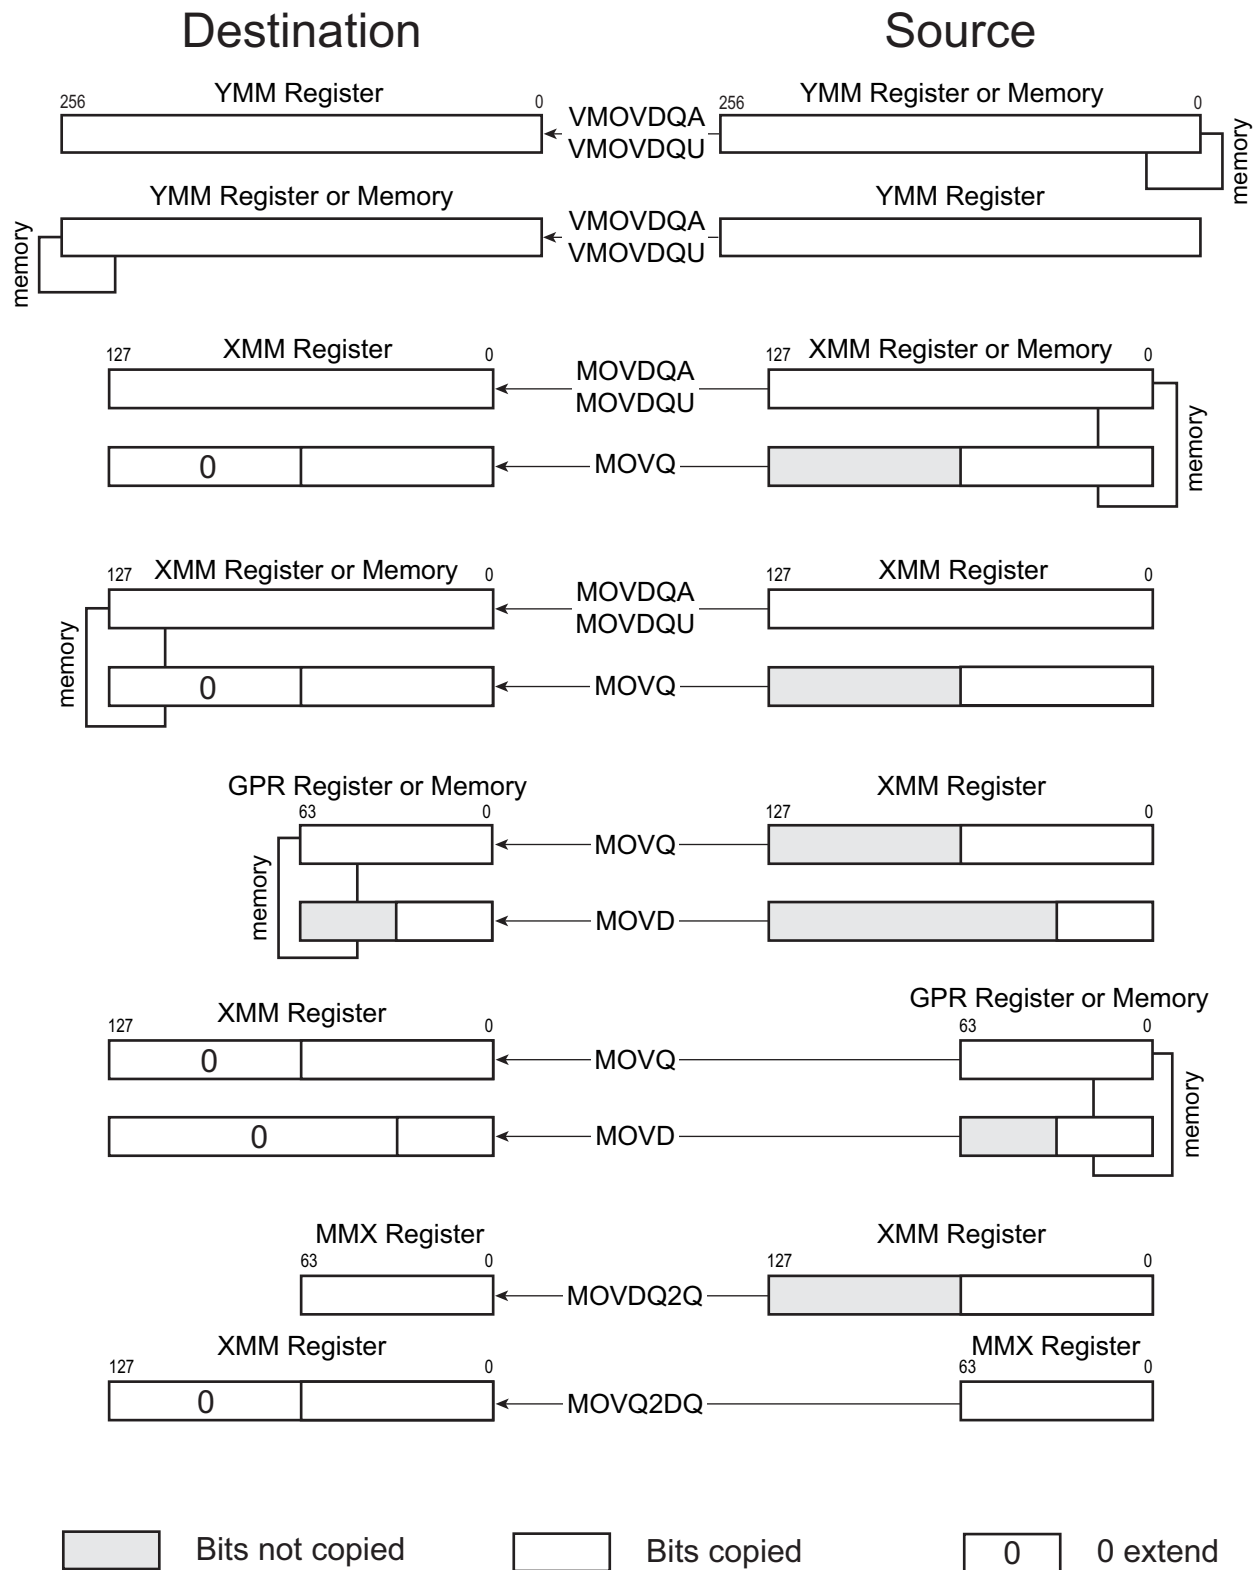 Destination Source
YMM Register YMM Register or Memory
256 0 VMOVDQA 256 0
VMOVDQU
memory
YMM Register or Memory YMM Register
VMOVDQA
VMOVDQU
memory
XMM Register XMM Register or Memory
127 0 127 0
MOVDQA
MOVDQU
memory
0 MOVQ
XMM Register or Memory XMM Register
127 0 127 0
MOVDQA
MOVDQU
memory
0 MOVQ
GPR Register or Memory XMM Register
63 0 127 0
MOVQ
memory
MOVD
XMM Register GPR Register or Memory
127 0 63 0
0 MOVQ
memory
0 MOVD
MMX Register XMM Register
63 0 127 0
MOVDQ2Q
XMM Register MMX Register
127 0 63 0
0 MOVQ2DQ
Bits not copied Bits copied 0 0 extend